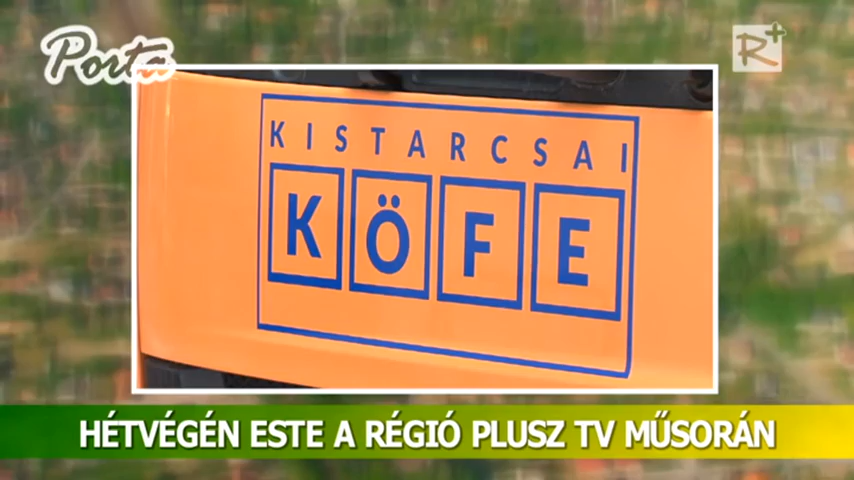 Porta
R+
KISTARCSAI
KÖFE
HÉTVÉGÉN ESTE A RÉGIÓ PLUSZ TV MŰSORÁN